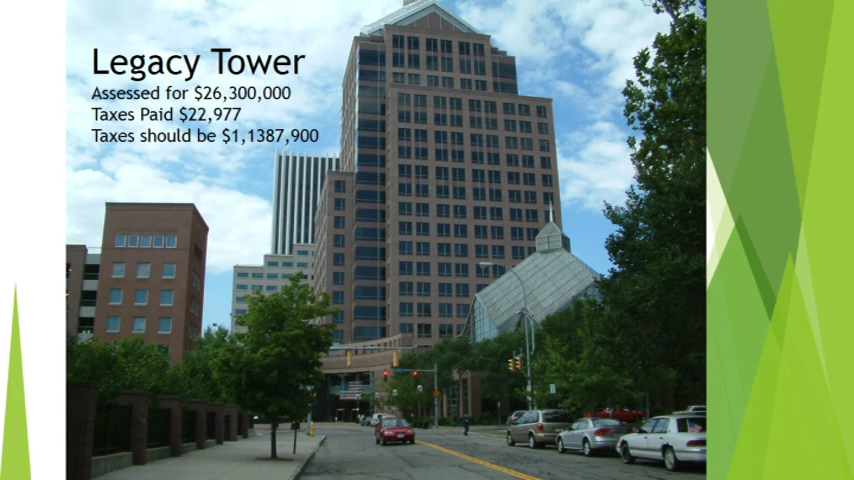 Legacy Tower
Assessed for $26,300,000
Taxes Paid $22,977
Taxes should be $1,1387,900